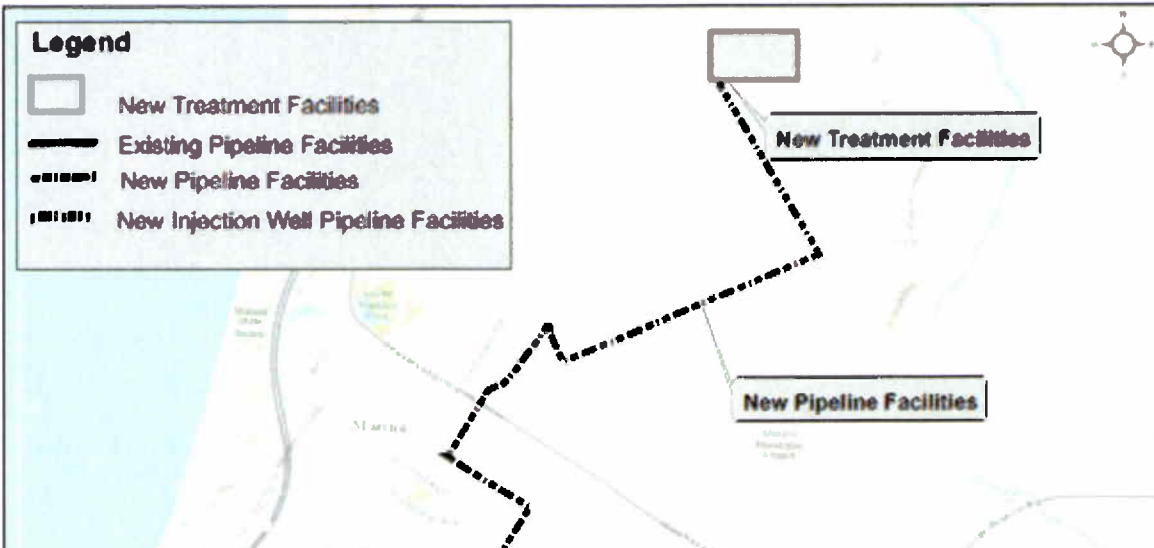 Legend
New Treatment Facilities
Existing Pipeline Facilities
New Pipeline Facilities
New Injection Well Pipeline Facilities
New Treatment Facilities
New Pipeline Facilities
Marina